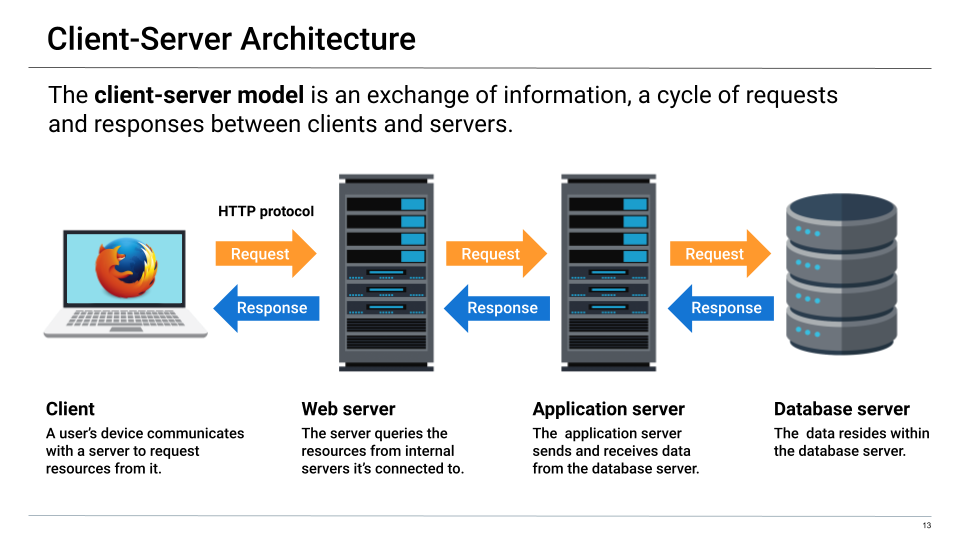 Client-Server Architecture
The client-server model is an exchange of information, a cycle of requests
and responses between clients and servers.
HTTP protocol
Request
Request
Request
Response
Response
Response
Client
A user's device communicates
with a server to request
resources from it.
Web server
The server queries the
resources from internal
servers it's connected to.
Application server
The  application server
sends and receives data
from the database server.
Database server
The  data resides within
the database server.
13